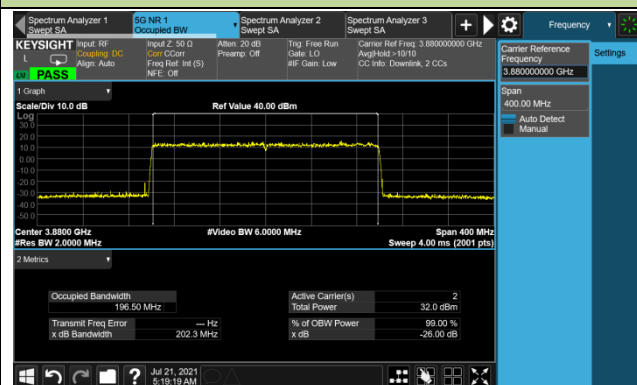 Spectrum Analyzer 1
Swept SA
5G NR 1
Occupied BW
Spectrum Analyzer 2
Swept SA
Spectrum Analyzer 3
Swept SA
Frequency
KEYSIGHT
L
LVI PASS
Input: RF
Coupling: DC
Align: Auto
Input Z: 50 Ω
Corr CCorr
Freq Ref: Int (S)
NFE: Off
Atten: 20 dB
Preamp: Off
Trig: Free Run
Gate: LO
#IF Gain: Low
Carrier Ref Freq: 3.880000000 GHz
Avg|Hold:>10/10
CC Info: Downlink, 2 CCs
Carrier Reference
Frequency
3.880000000 GHz
Settings
Span
400.00 MHz
Auto Detect
Manual
1 Graph
Scale/Div 10.0 dB
Ref Value 40.00 dBm
Log
30.0
20.0
10.0
0.00
-10.0
-20.0
-30.0
-40.0
-50.0
Center 3.8800 GHz
#Video BW 6.0000 MHz
Span 400 MHz
#Res BW 2.0000 MHz
Sweep 4.00 ms (2001 pts)
2 Metrics
Occupied Bandwidth
196.50 MHz
Active Carrier(s)
2
Total Power
32.0 dBm
Transmit Freq Error
--- Hz
x dB Bandwidth
202.3 MHz
% of OBW Power
99.00 %
x dB
-26.00 dB
?
Jul 21, 2021
5:19:19 AM